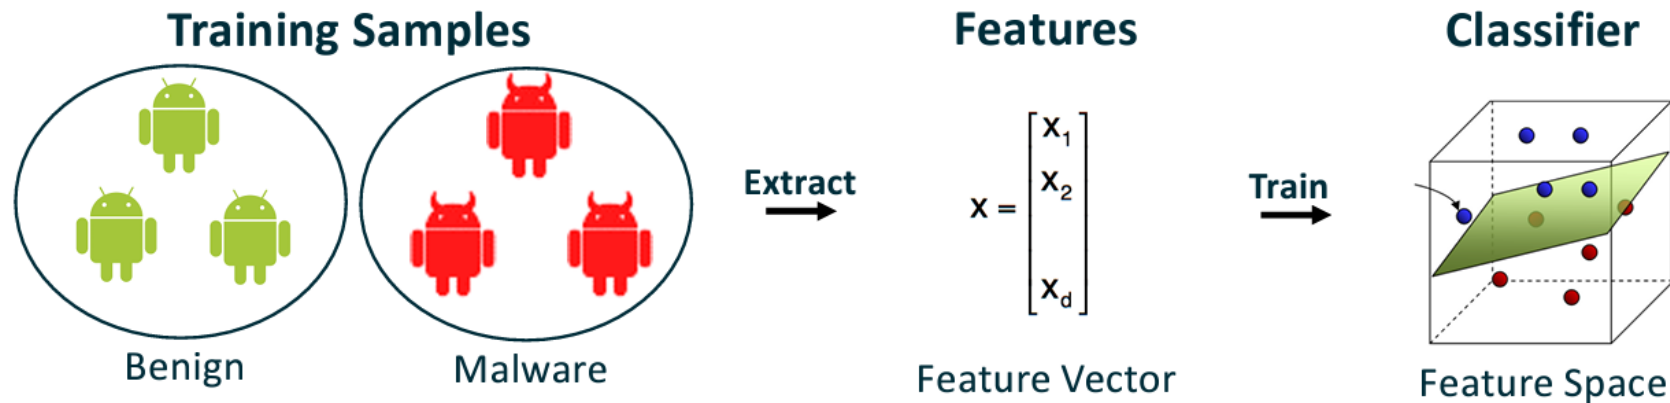 Training Samples
Features
Classifier
Extract
Train
x =
x1
x2
xd
Benign
Malware
Feature Vector
Feature Space